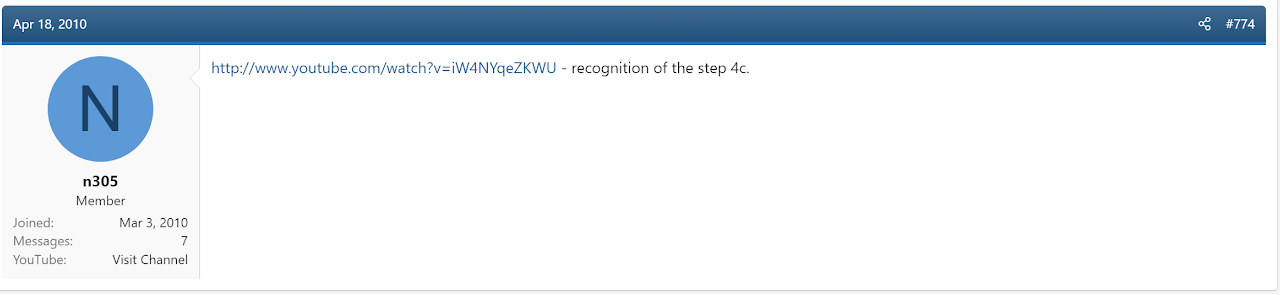 Apr 18, 2010 #774
http://www.youtube.com/watch?v=iW4NYqeZKWU - recognition of the step 4c.
N
n305
Member
Joined: Mar 3, 2010
Messages: 7
YouTube: Visit Channel